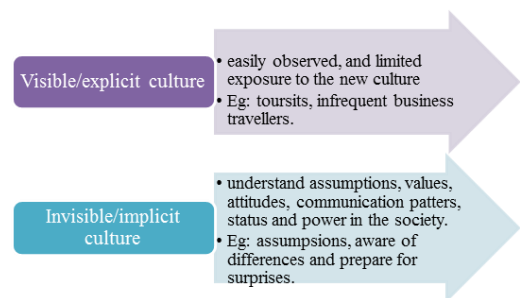 Visible/explicit culture
• easily observed, and limited
exposure to the new culture
• Eg: toursits, infrequent business
travellers.
Invisible/implicit
culture
• understand assumptions, values,
attitudes, communication patters,
status and power in the society.
• Eg: assumpsions, aware of
differences and prepare for
surprises.